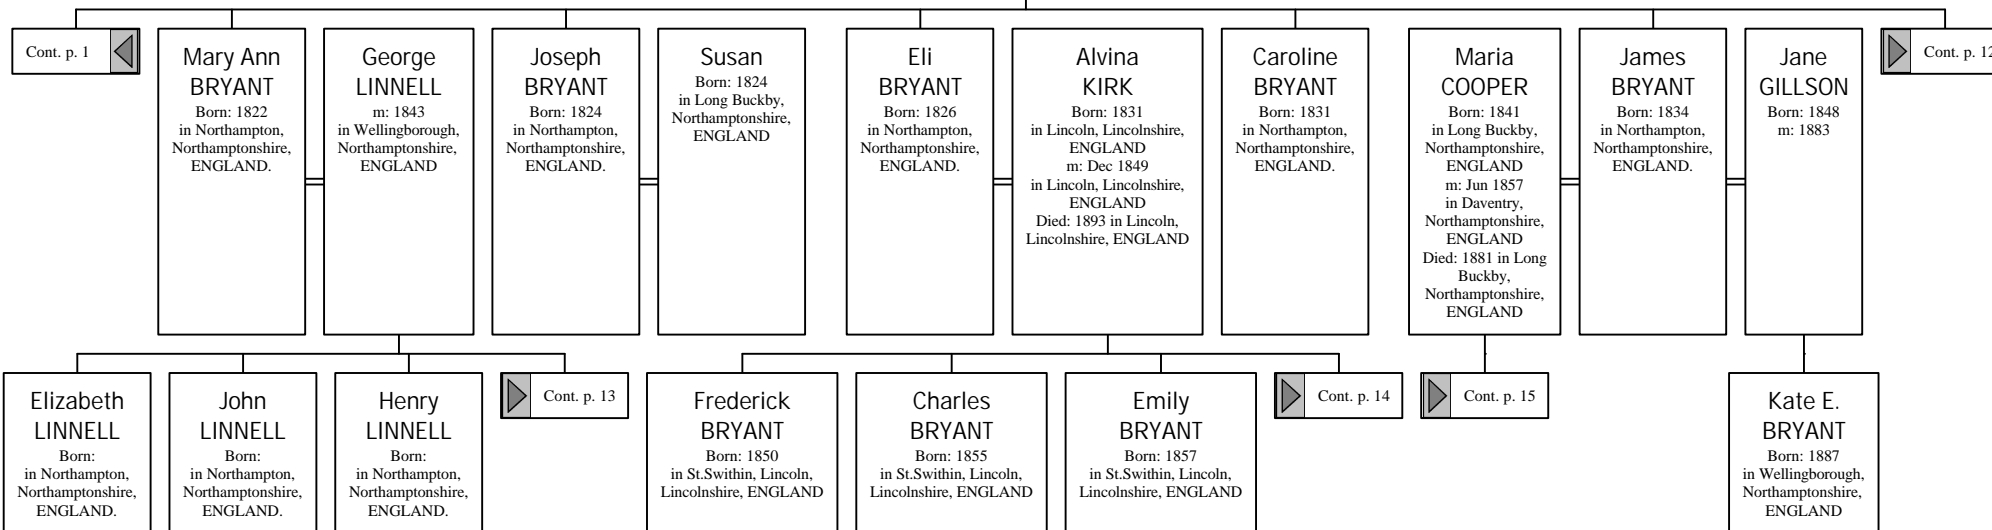 Cont. p. 1
Mary Ann
BRYANT
Born: 1822
in Northampton,
Northamptonshire,
ENGLAND.
George
LINNELL
m: 1843
in Wellingborough,
Northamptonshire,
ENGLAND
Joseph
BRYANT
Born: 1824
in Northampton,
Northamptonshire,
ENGLAND.
Susan
Born: 1824
in Long Buckby,
Northamptonshire,
ENGLAND
Eli
BRYANT
Born: 1826
in Northampton,
Northamptonshire,
ENGLAND.
Alvina
KIRK
Born: 1831
in Lincoln, Lincolnshire,
ENGLAND
m: Dec 1849
in Lincoln, Lincolnshire,
ENGLAND
Died: 1893 in Lincoln,
Lincolnshire, ENGLAND
Caroline
BRYANT
Born: 1831
in Northampton,
Northamptonshire,
ENGLAND.
Maria
COOPER
Born: 1841
in Long Buckby,
Northamptonshire,
ENGLAND
m: Jun 1857
in Daventry,
Northamptonshire,
ENGLAND
Died: 1881 in Long
Buckby,
Northamptonshire,
ENGLAND
James
BRYANT
Born: 1834
in Northampton,
Northamptonshire,
ENGLAND.
Jane
GILLSON
Born: 1848
m: 1883
Cont. p. 12
Elizabeth
LINNELL
Born:
in Northampton,
Northamptonshire,
ENGLAND.
John
LINNELL
Born:
in Northampton,
Northamptonshire,
ENGLAND.
Henry
LINNELL
Born:
in Northampton,
Northamptonshire,
ENGLAND.
Cont. p. 13
Frederick
BRYANT
Born: 1850
in St.Swithin, Lincoln,
Lincolnshire, ENGLAND
Charles
BRYANT
Born: 1855
in St.Swithin, Lincoln,
Lincolnshire, ENGLAND
Emily
BRYANT
Born: 1857
in St.Swithin, Lincoln,
Lincolnshire, ENGLAND
Cont. p. 14
Cont. p. 15
Kate E.
BRYANT
Born: 1887
in Wellingborough,
Northamptonshire,
ENGLAND